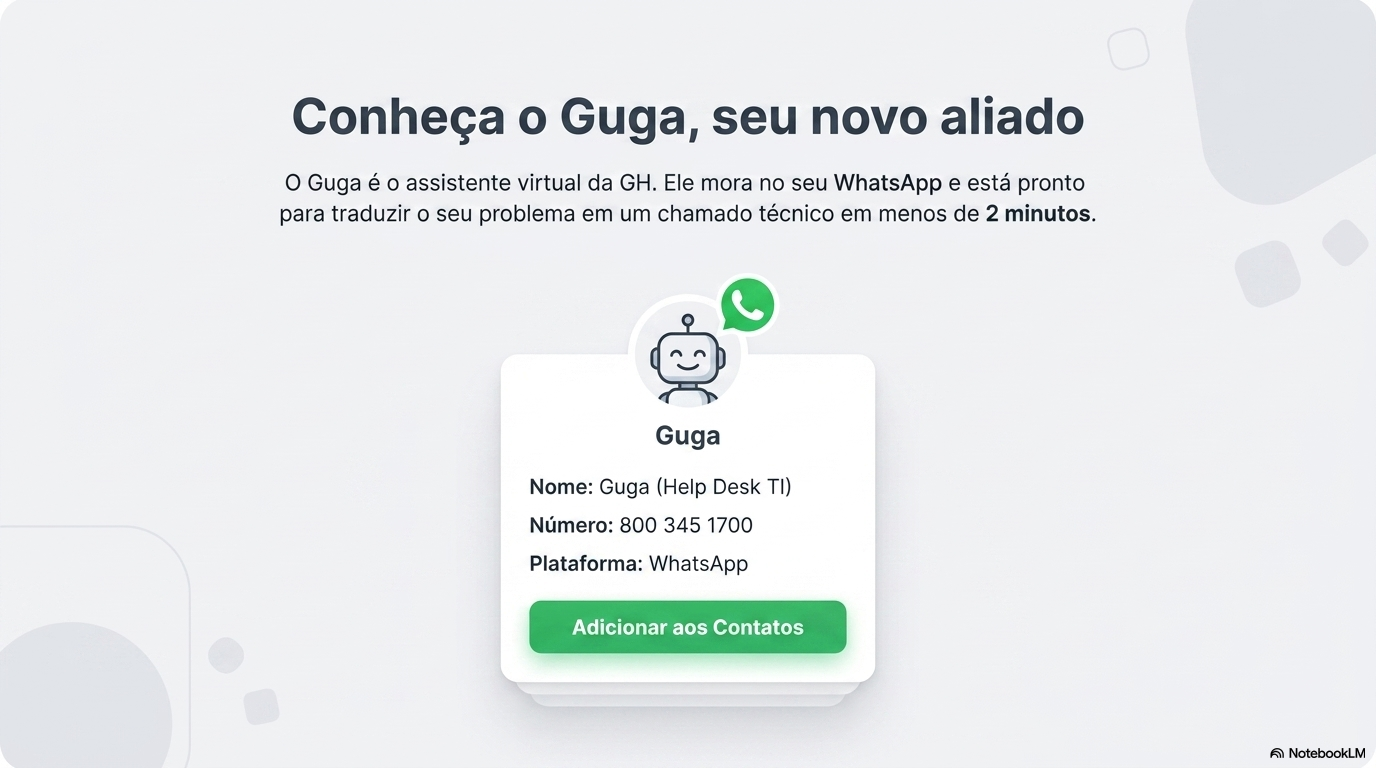 Conheça o Guga, seu novo aliado
O Guga é o assistente virtual da GH. Ele mora no seu WhatsApp e está pronto
para traduzir o seu problema em um chamado técnico em menos de 2 minutos.
Guga
Nome: Guga (Help Desk TI)
Número: 800 345 1700
Plataforma: WhatsApp
Adicionar aos Contatos
NotebookLM